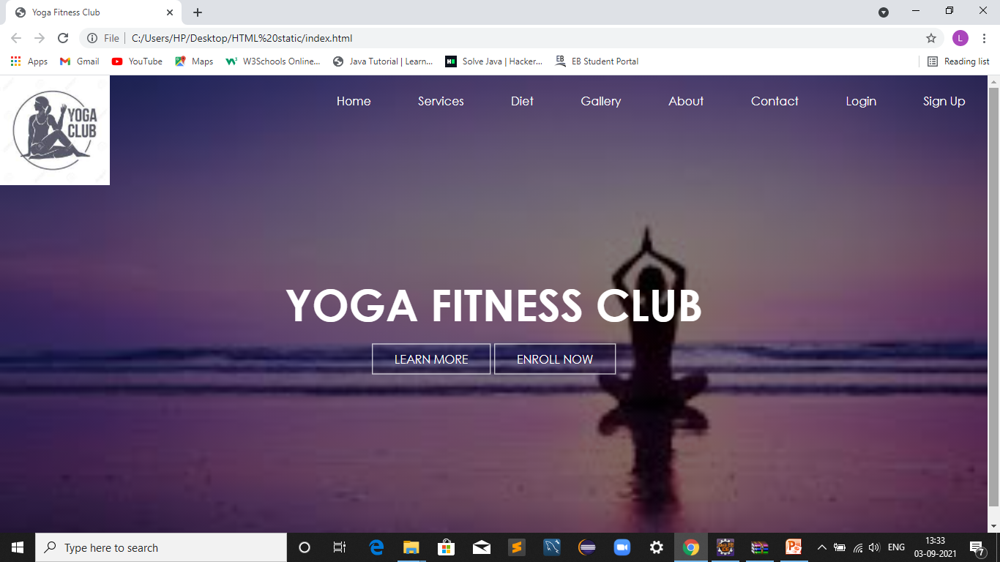 Yoga Fitness Club
File C:/Users/HP/Desktop/HTML%20static/index.html L
Apps Gmail YouTube Maps W3Schools Online... Java Tutorial | Learn... Solve Java | Hacker... EB Student Portal Reading list
YOGA
CLUB
Home Services Diet Gallery About Contact Login Sign Up
YOGA FITNESS CLUB
LEARN MORE ENROLL NOW
Type here to search ENG 13:33
03-09-2021 7